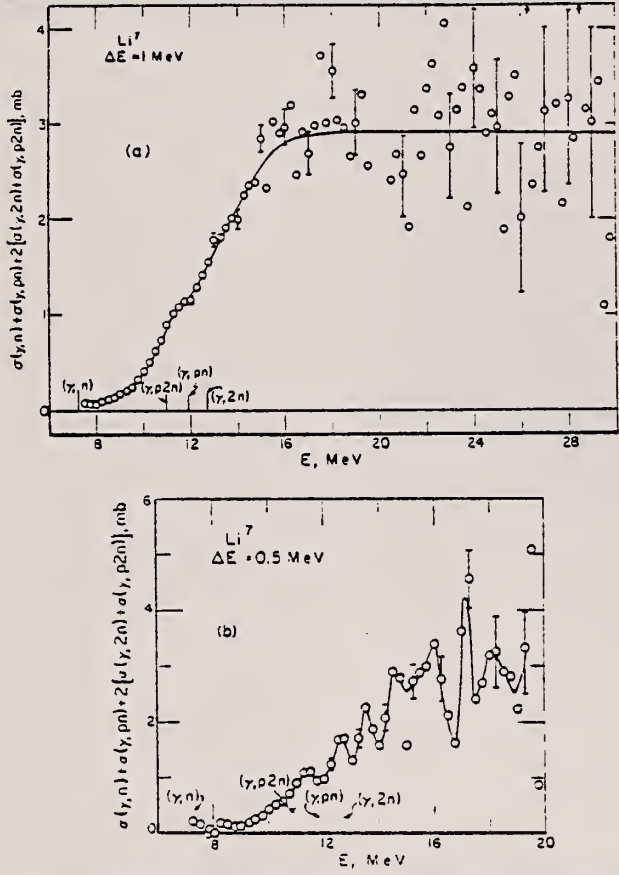 4
3
2
1
0
Li⁷
ΔE = 1 MeV
(a)
(γ,n)
(γ,p2n)
(γ,pn)
(γ,2n)
8 12 16 20 24 28
E, MeV
σ(γ,n)+σ(γ,pn)+2[σ(γ,2n)+σ(γ,p2n)], mb
6
4
2
0
Li⁷
ΔE = 0.5 MeV
(b)
(γ,n)
(γ,p2n)
(γ,pn)
(γ,2n)
8 12 16 20
E, MeV
σ(γ,n)+σ(γ,pn)+2[σ(γ,2n)+σ(γ,p2n)], mb